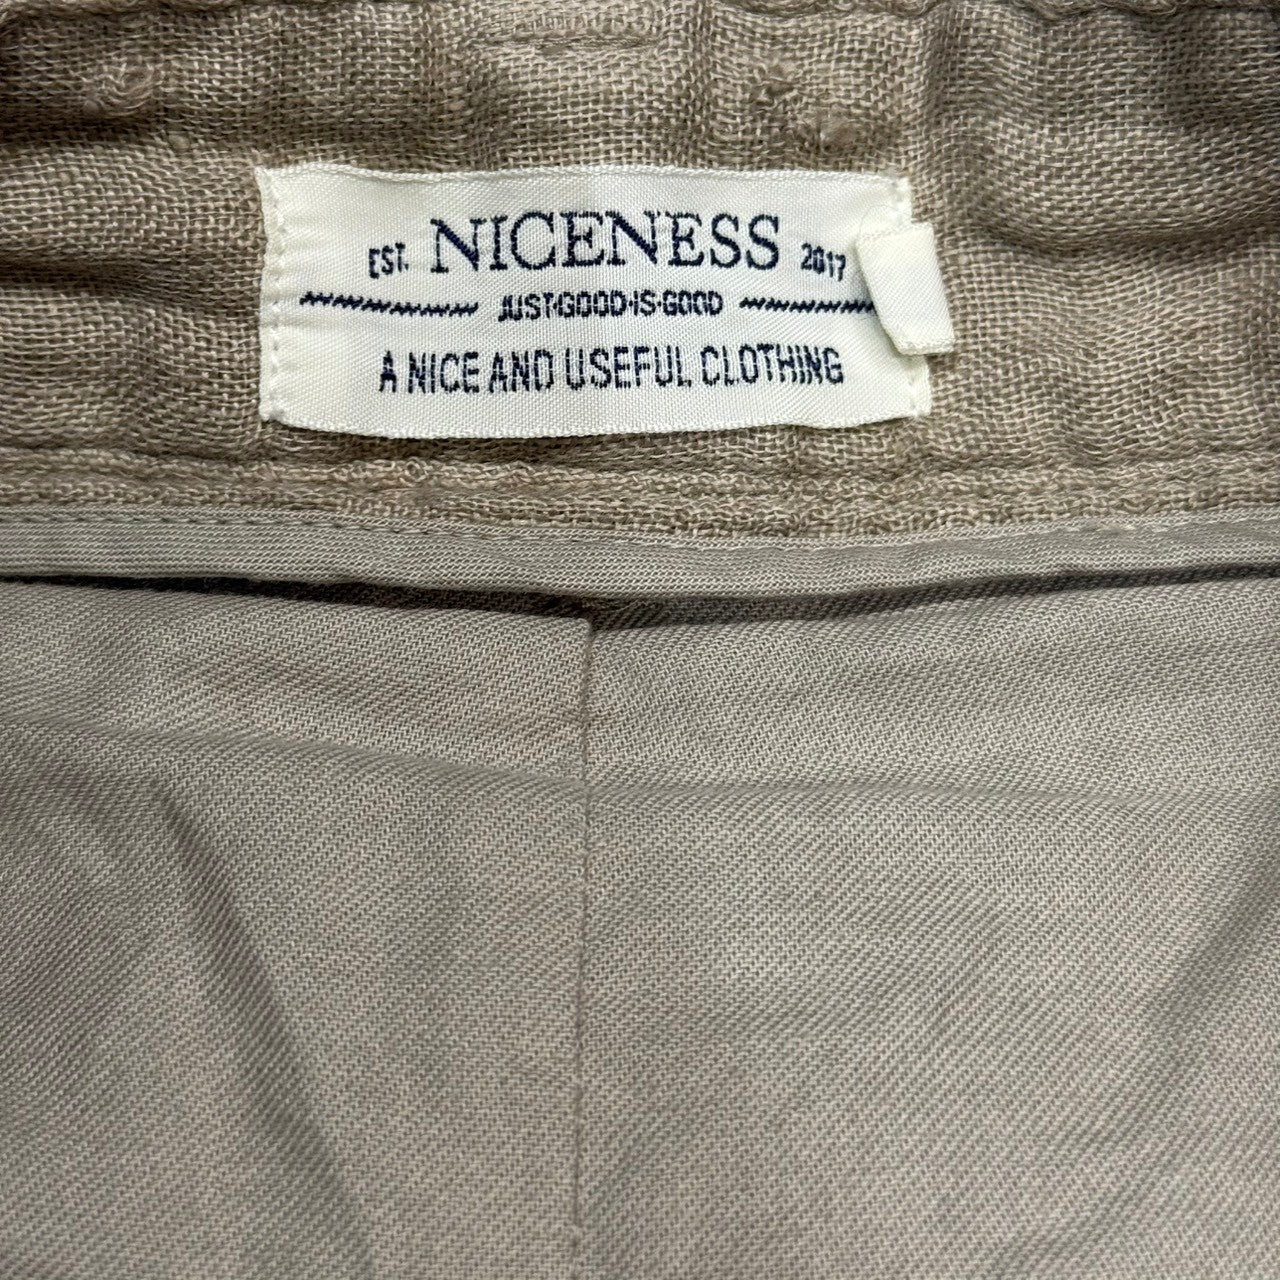 EST. NICENESS 2017
JUST·GOOD·IS·GOOD
A NICE AND USEFUL CLOTHING